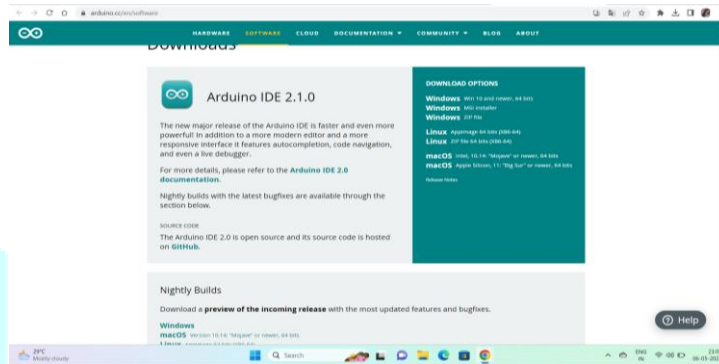 arduino.cc/en/software
HARDWARE SOFTWARE CLOUD DOCUMENTATION COMMUNITY BLOG ABOUT
Downloads
Arduino IDE 2.1.0
The new major release of the Arduino IDE is faster and even more
powerful! In addition to a more modern editor and a more
responsive interface it features autocompletion, code navigation,
and even a live debugger.
For more details, please refer to the Arduino IDE 2.0
documentation.
Nightly builds with the latest bugfixes are available through the
section below.
SOURCE CODE
The Arduino IDE 2.0 is open source and its source code is hosted
on GitHub.
DOWNLOAD OPTIONS
Windows Win 10 and newer, 64 bits
Windows MSI installer
Windows ZIP file
Linux AppImage 64 bits (X86-64)
Linux ZIP file 64 bits (X86-64)
macOS Intel, 10.14: "Mojave" or newer, 64 bits
macOS Apple Silicon, 11: "Big Sur" or newer, 64 bits
Release Notes
Nightly Builds
Download a preview of the incoming release with the most updated
features and bugfixes.
Windows
macOS Version 10.14: "Mojave" or newer, 64 bits
Help
29°C
Mostly cloudy
Search
ENG
IN